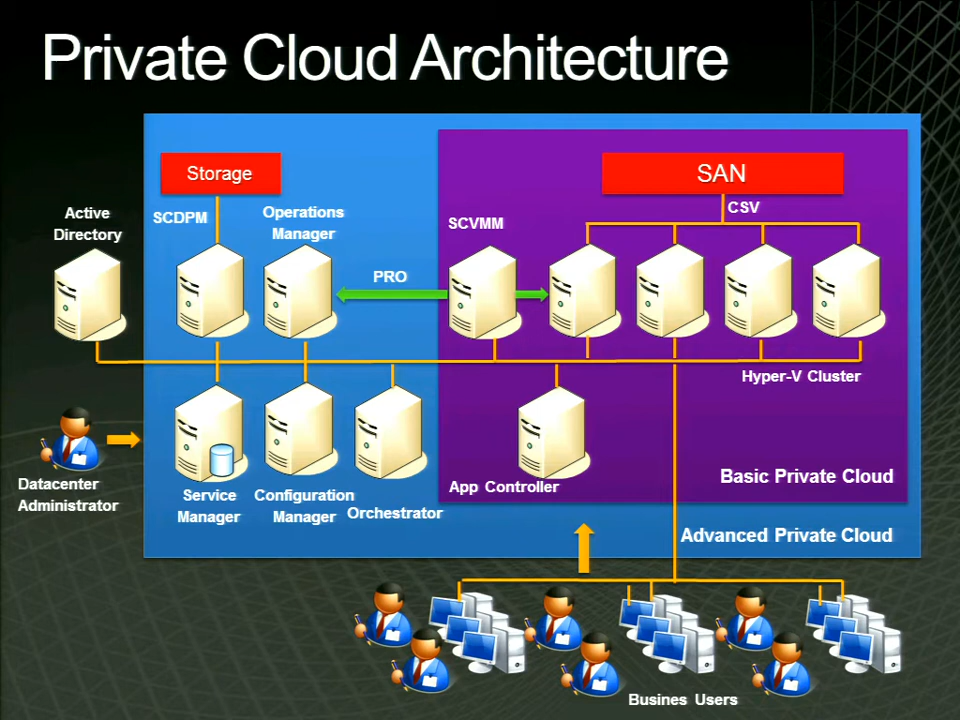 Private Cloud Architecture
Storage
SAN
Active
Directory
SCDPM
Operations
Manager
SCVMM
CSV
PRO
Hyper-V Cluster
Datacenter
Administrator
Service
Manager
Configuration
Manager
Orchestrator
App Controller
Basic Private Cloud
Advanced Private Cloud
Busines Users